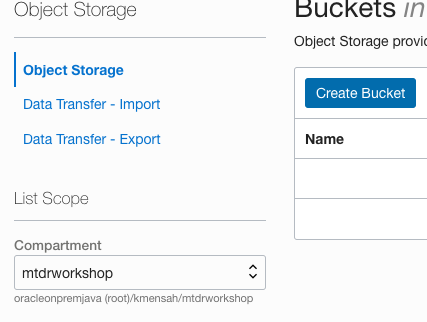 Object Storage
Object Storage
Data Transfer - Import
Data Transfer - Export
List Scope
Compartment
mtdrworkshop
oracleonpremjava (root)/kmensah/mtdrworkshop
Buckets in
Object Storage provid
Create Bucket
Name